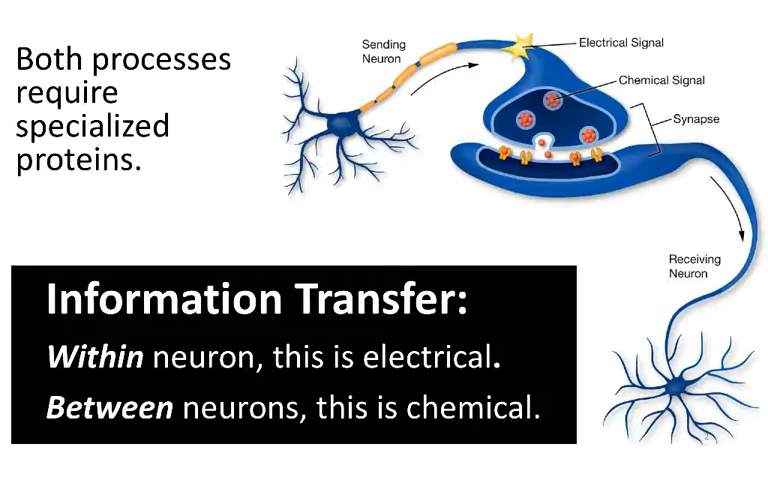 Both processes
require
specialized
proteins.
Sending
Neuron
Electrical Signal
Chemical Signal
Synapse
Receiving
Neuron
Information Transfer:
Within neuron, this is electrical.
Between neurons, this is chemical.